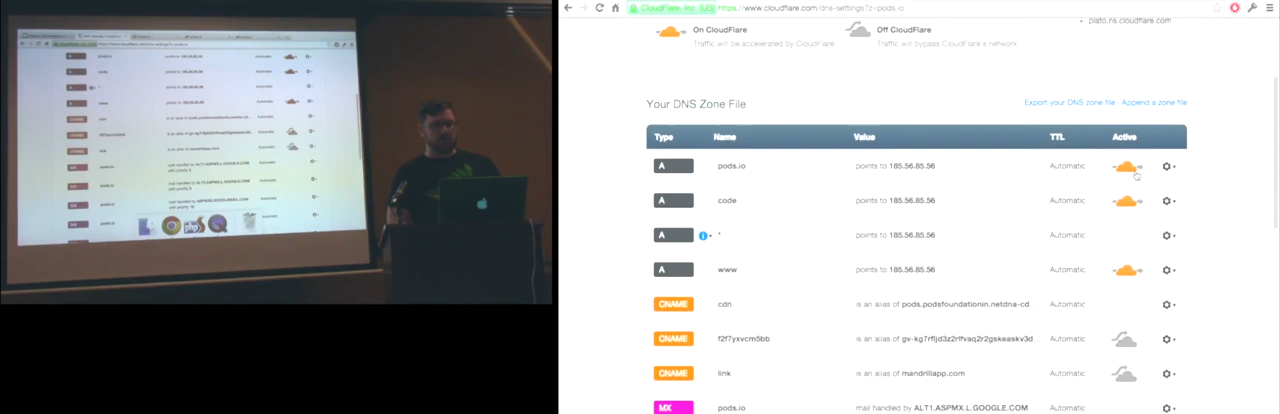 CloudFlare, Inc. [US] https://www.cloudflare.com/dns-settings?z=pods.io
plato.ns.cloudflare.com
On CloudFlare
Traffic will be accelerated by CloudFlare
Off CloudFlare
Traffic will bypass CloudFlare's network
Your DNS Zone File
Export your DNS zone file · Append a zone file
Type Name Value TTL Active
A pods.io points to 185.56.85.56 Automatic
A code points to 185.56.85.56 Automatic
A * points to 185.56.85.56 Automatic
A www points to 185.56.85.56 Automatic
CNAME cdn is an alias of pods.podsfoundationin.netdna-cd... Automatic
CNAME f2f7yxvcm5bb is an alias of gv-kg7rfljd3z2rlfvaq2r2gskeaskv3d... Automatic
CNAME link is an alias of mandrillapp.com Automatic
MX pods.io mail handled by ALT1.ASPMX.L.GOOGLE.COM Automatic